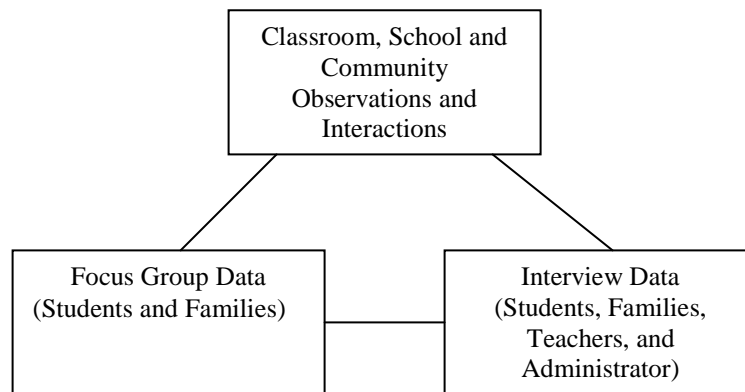 Classroom, School and
Community
Observations and
Interactions
Focus Group Data
(Students and Families)
Interview Data
(Students, Families,
Teachers, and
Administrator)